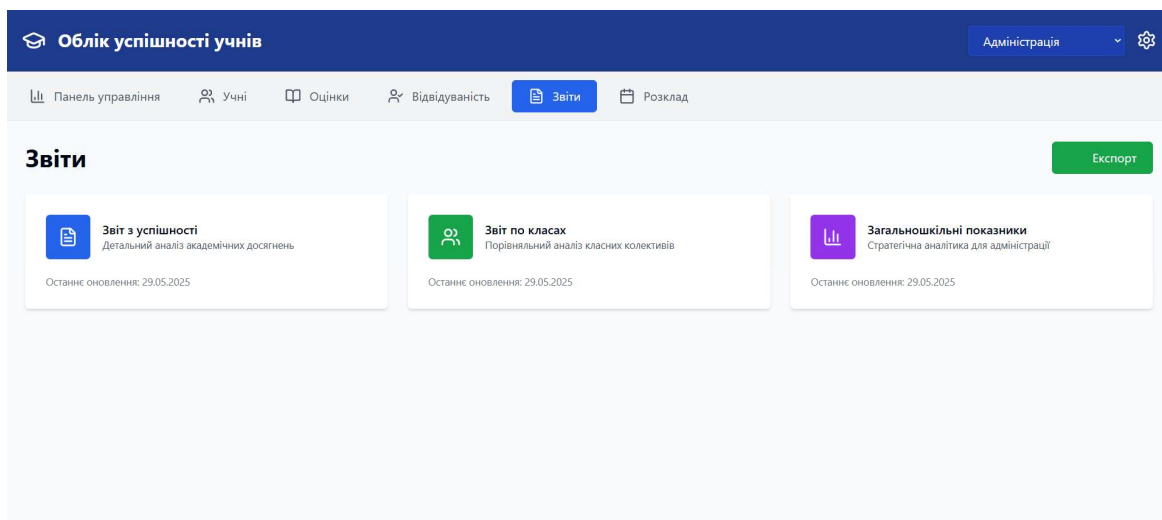 Облік успішності учнів
Адміністрація
Панель управління
Учні
Оцінки
Відвідуваність
Звіти
Розклад
Звіти
Експорт
Звіт з успішності
Детальний аналіз академічних досягнень
Останнє оновлення: 29.05.2025
Звіт по класах
Порівняльний аналіз класних колективів
Останнє оновлення: 29.05.2025
Загальношкільні показники
Стратегічна аналітика для адміністрації
Останнє оновлення: 29.05.2025